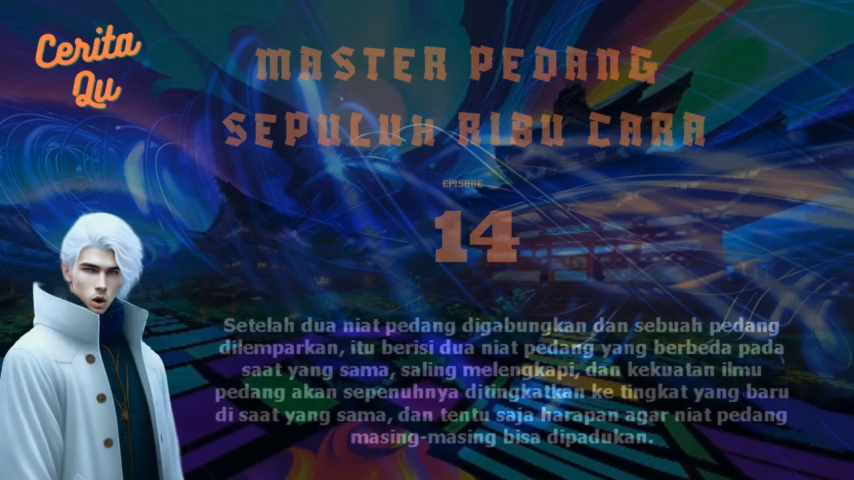 Cerita
Qu
MASTER PEDANG
SEPULUH RIBU CARA
EPISODE
14
Setelah dua niat pedang digabungkan dan sebuah pedang
dilemparkan, itu berisi dua niat pedang yang berbeda pada
saat yang sama, saling melengkapi, dan kekuatan ilmu
pedang akan sepenuhnya ditingkatkan ke tingkat yang baru
di saat yang sama, dan tentu saja harapan agar niat pedang
masing-masing bisa dipadukan.